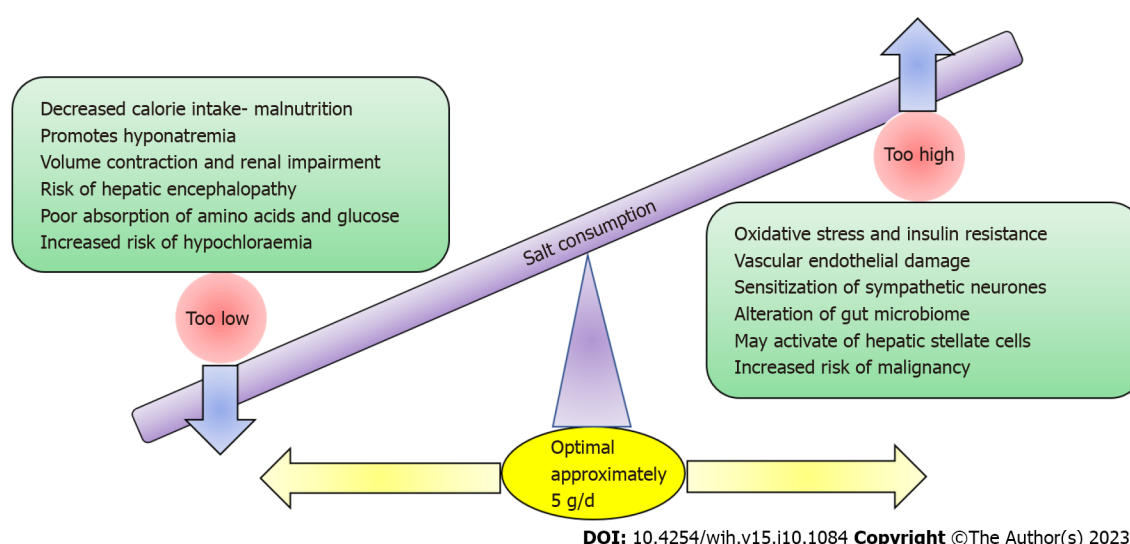 Decreased calorie intake- malnutrition
Promotes hyponatremia
Volume contraction and renal impairment
Risk of hepatic encephalopathy
Poor absorption of amino acids and glucose
Increased risk of hypochloraemia
Too low
Salt consumption
Too high
Oxidative stress and insulin resistance
Vascular endothelial damage
Sensitization of sympathetic neurones
Alteration of gut microbiome
May activate of hepatic stellate cells
Increased risk of malignancy
Optimal
approximately
5 g/d
DOI: 10.4254/wjh.v15.i10.1084 Copyright ©The Author(s) 2023